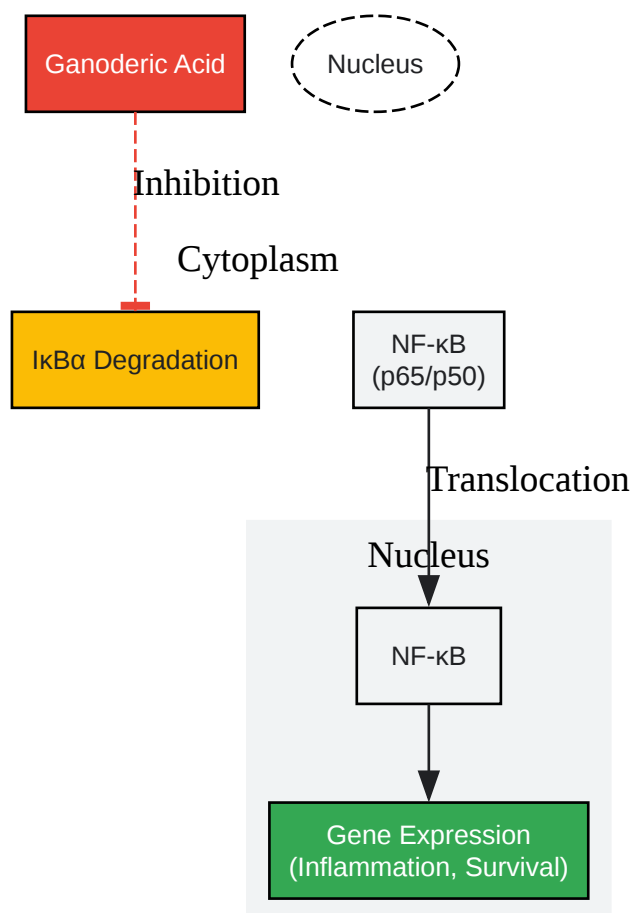 Ganoderic Acid
Nucleus
Inhibition
Cytoplasm
IκBα Degradation
NF-κB
(p65/p50)
Translocation
Nucleus
NF-κB
Gene Expression
(Inflammation, Survival)